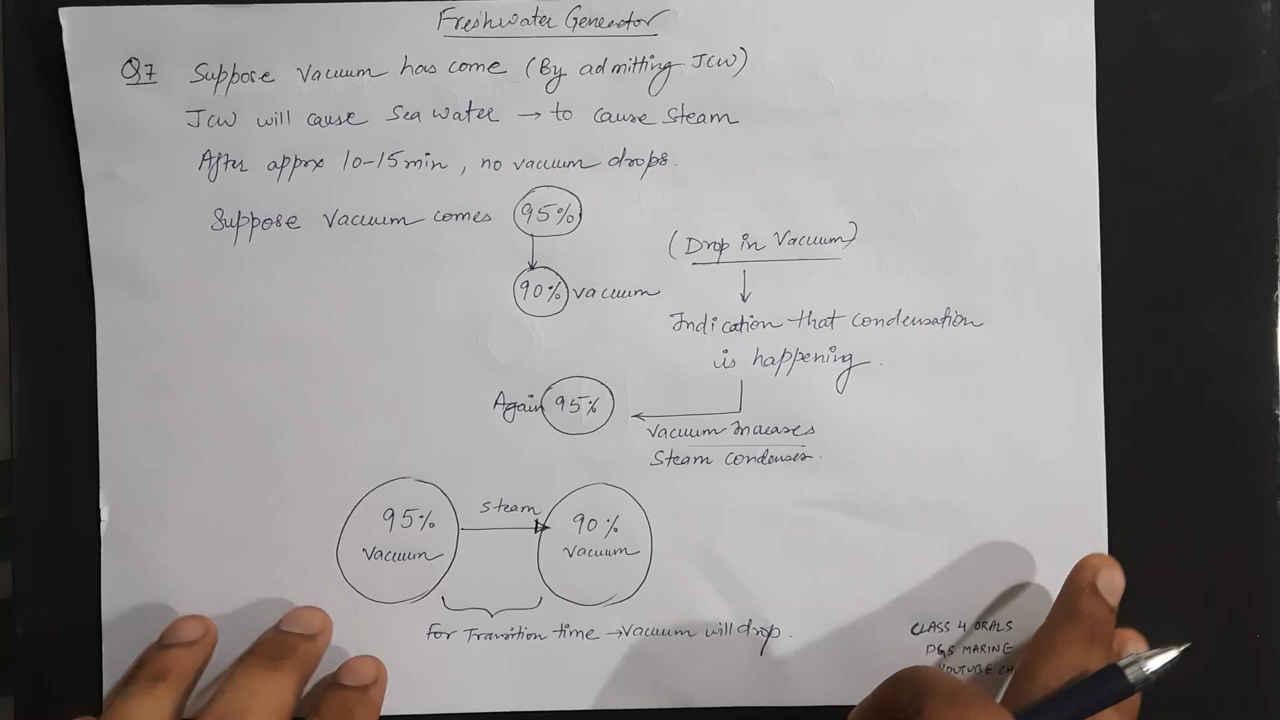 Freshwater Generator
Q7 Suppose Vacuum has come (By admitting JCW)
JCW will cause Sea water → to cause Steam
After apprx 10-15min, no vacuum drops.
Suppose Vacuum comes 95%
90% vacuum
(Drop in Vacuum)
Indication that condensation
is happening.
Again 95%
Vacuum Increases
Steam condenses.
95% Vacuum
Steam
90% Vacuum
For Transition time → Vacuum will drop.
CLASS 4 ORALS
DGS MARINE
YOUTUBE